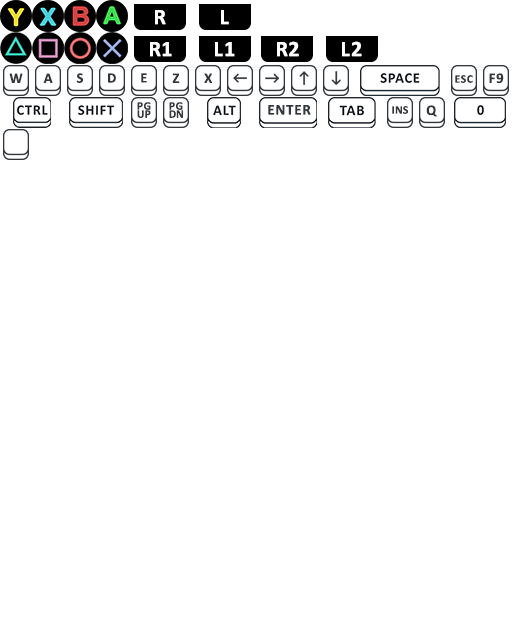 Y X B A R L
R1 L1 R2 L2
W A S D E Z X ← → ↑ ↓ SPACE ESC F9
CTRL SHIFT PG UP PG DN ALT ENTER TAB INS Q 0